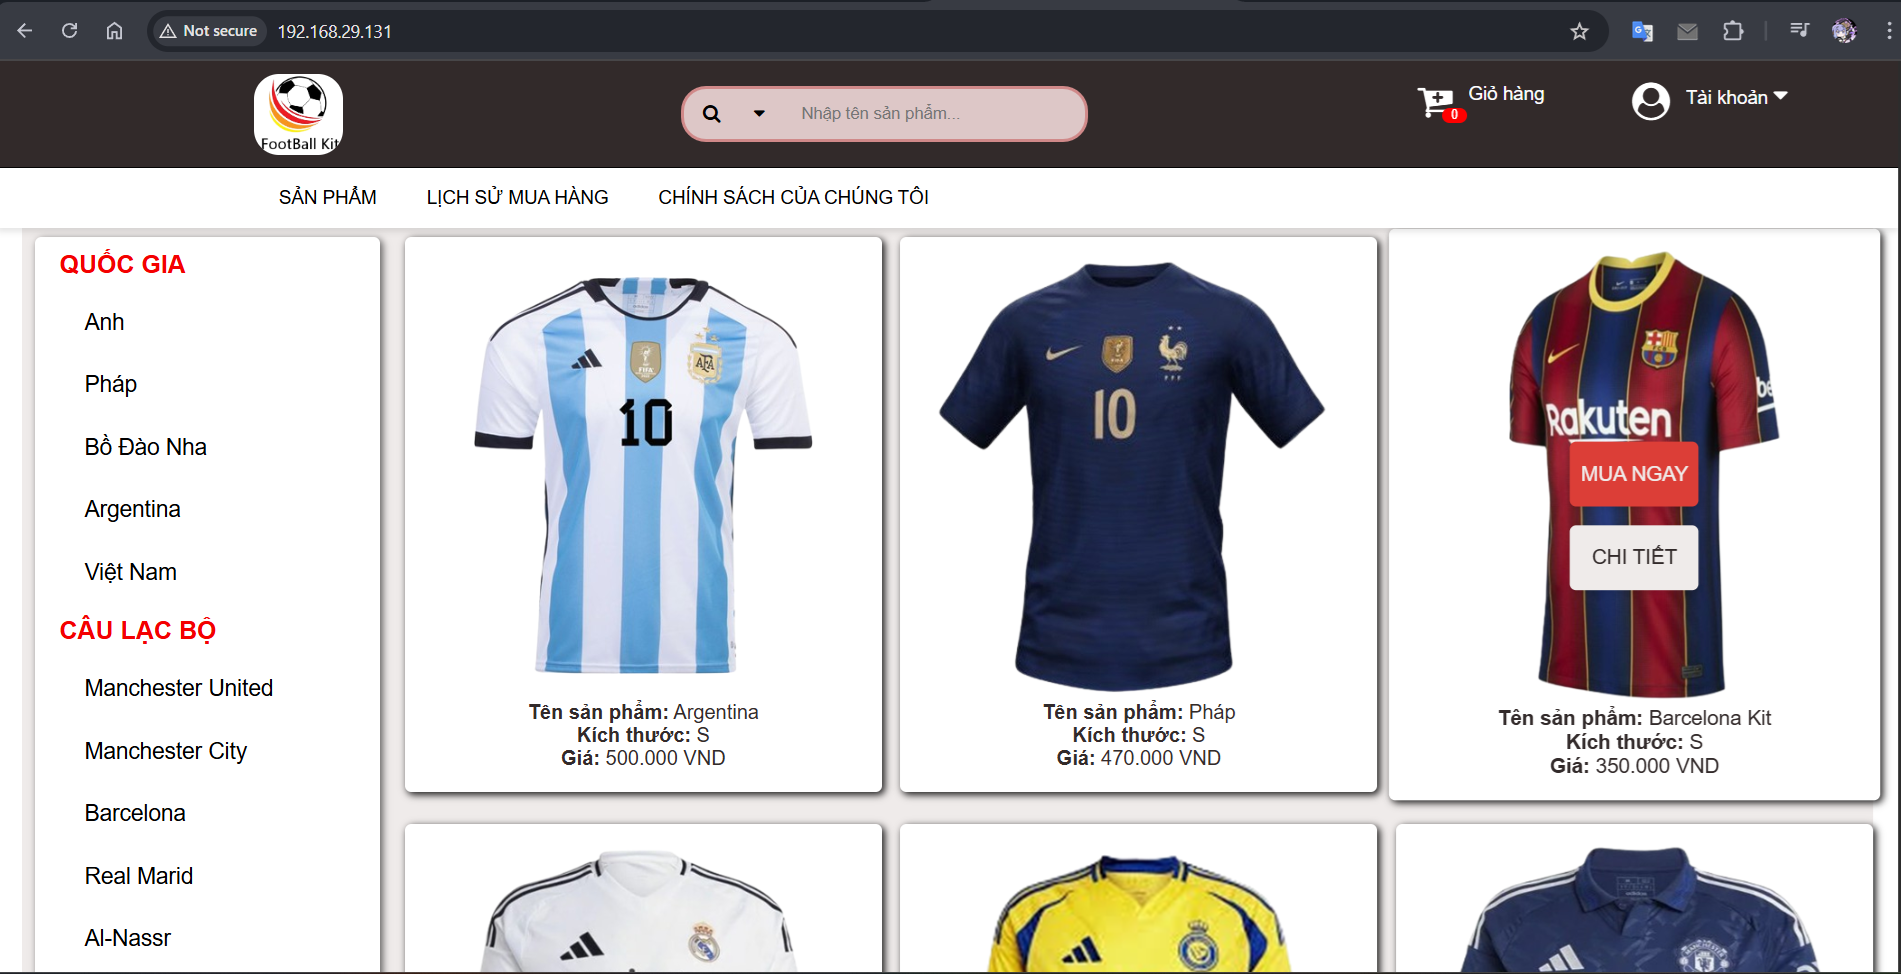 Not secure 192.168.29.131
FootBall Kit
Nhập tên sản phẩm...
Giỏ hàng
0
Tài khoản
SẢN PHẨM LỊCH SỬ MUA HÀNG CHÍNH SÁCH CỦA CHÚNG TÔI
QUỐC GIA
Anh
Pháp
Bồ Đào Nha
Argentina
Việt Nam
CÂU LẠC BỘ
Manchester United
Manchester City
Barcelona
Real Marid
Al-Nassr
FIFA
AFA
10
Tên sản phẩm: Argentina
Kích thước: S
Giá: 500.000 VND
FFF
10
Tên sản phẩm: Pháp
Kích thước: S
Giá: 470.000 VND
FCB
Rakuten
MUA NGAY
CHI TIẾT
Tên sản phẩm: Barcelona Kit
Kích thước: S
Giá: 350.000 VND